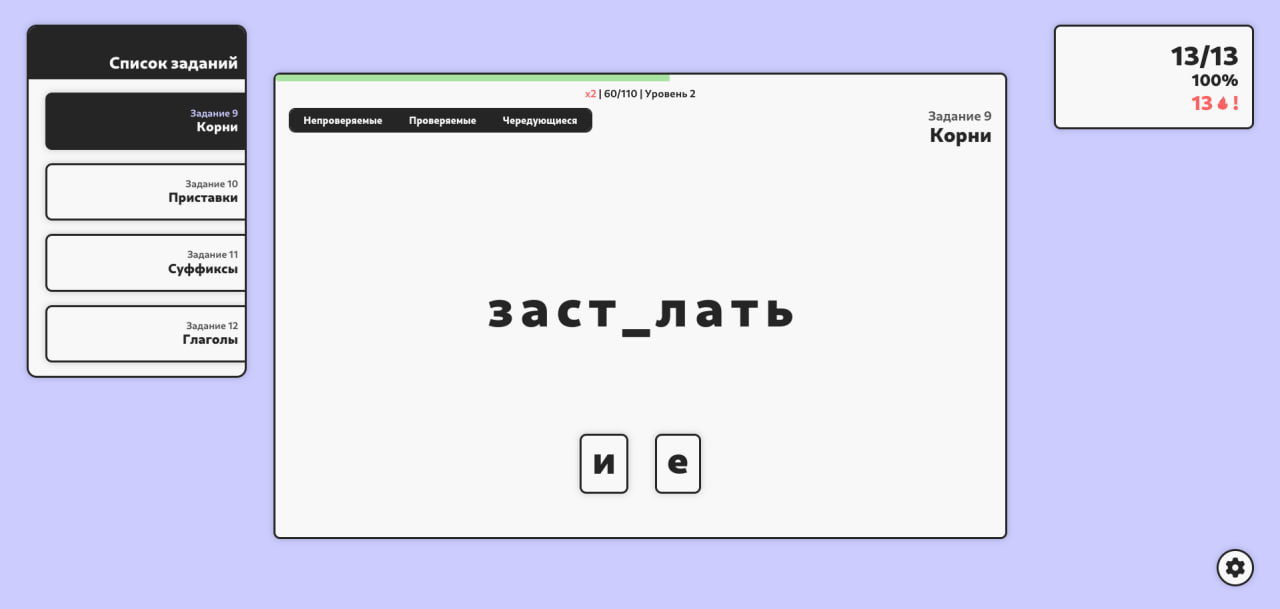 Список заданий
Задание 9
Корни
Задание 10
Приставки
Задание 11
Суффиксы
Задание 12
Глаголы
x2 | 60/110 | Уровень 2
Непроверяемые Проверяемые Чередующиеся
Задание 9
Корни
заст_лать
и е
13/13
100%
13 !